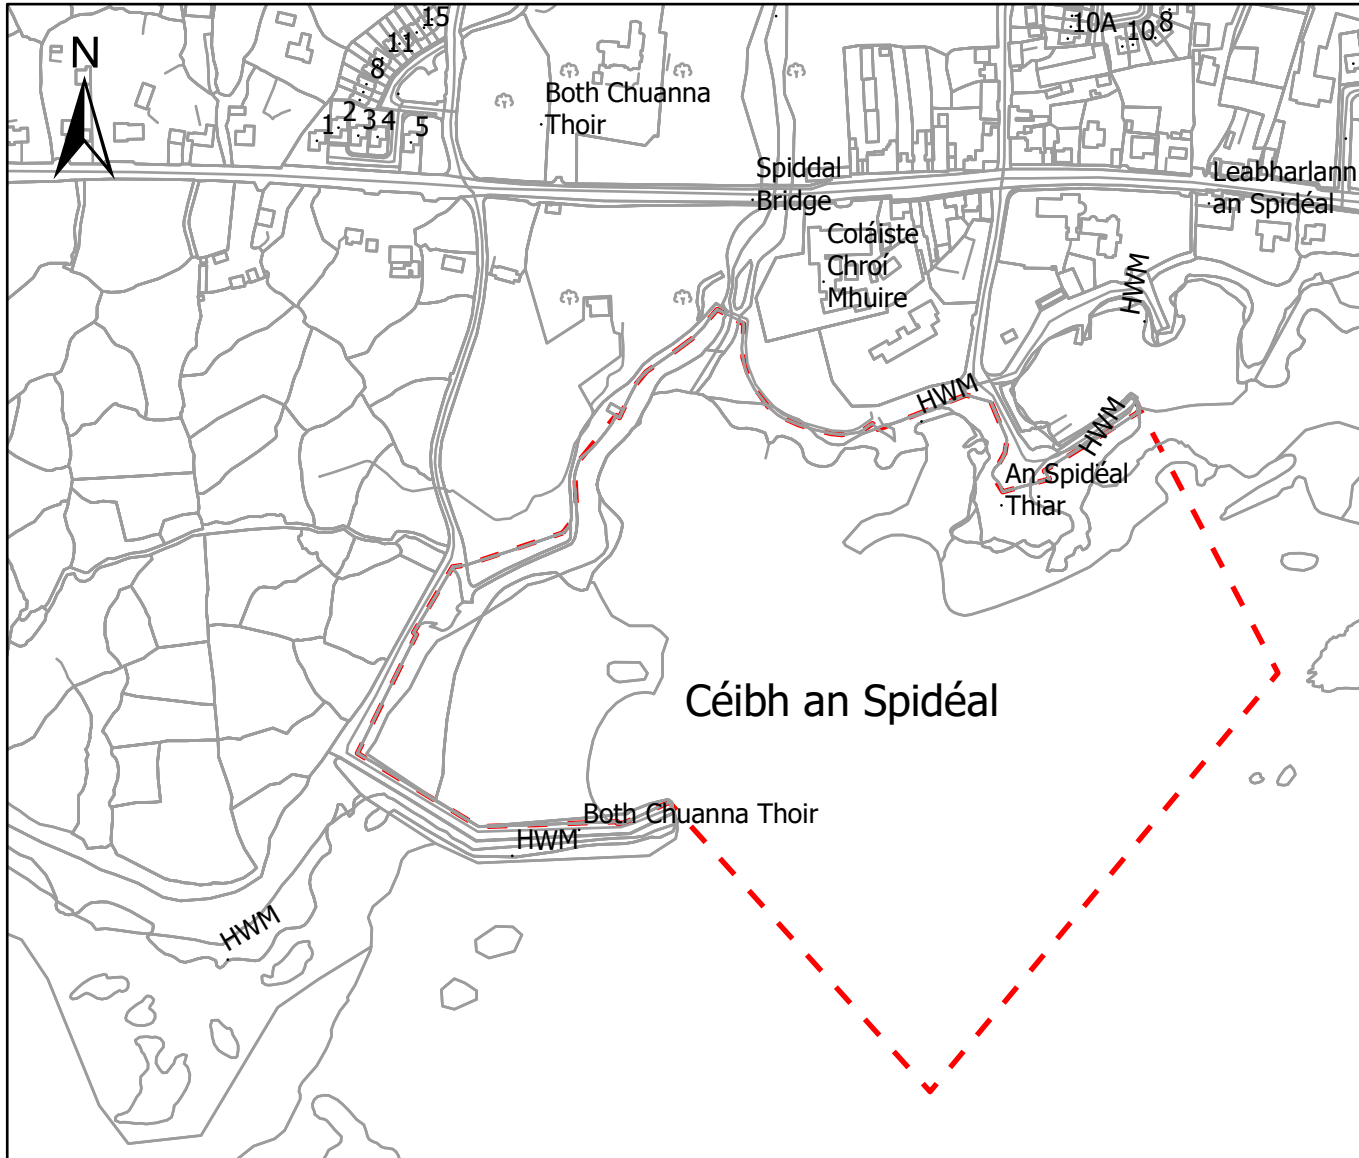 N
15
11
8
2
1
3
4
5
Both Chuanna
Thoir
10A
10
8
Spiddal
Bridge
Leabharlann
an Spidéal
Coláiste
Chroí
Mhuire
HWM
HWM
HWM
An Spidéal
Thiar
Céibh an Spidéal
Both Chuanna Thoir
HWM
HWM